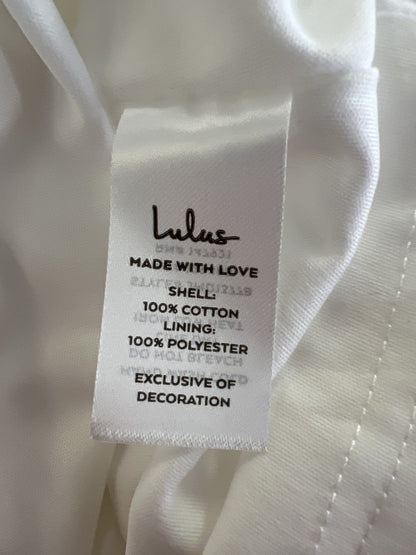 Lulus
MADE WITH LOVE
SHELL:
100% COTTON
LINING:
100% POLYESTER
EXCLUSIVE OF
DECORATION